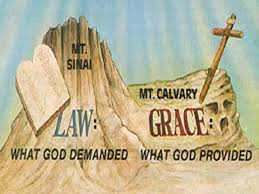 MT.
SINAI
MT. CALVARY
LAW:
GRACE:
WHAT GOD DEMANDED
WHAT GOD PROVIDED